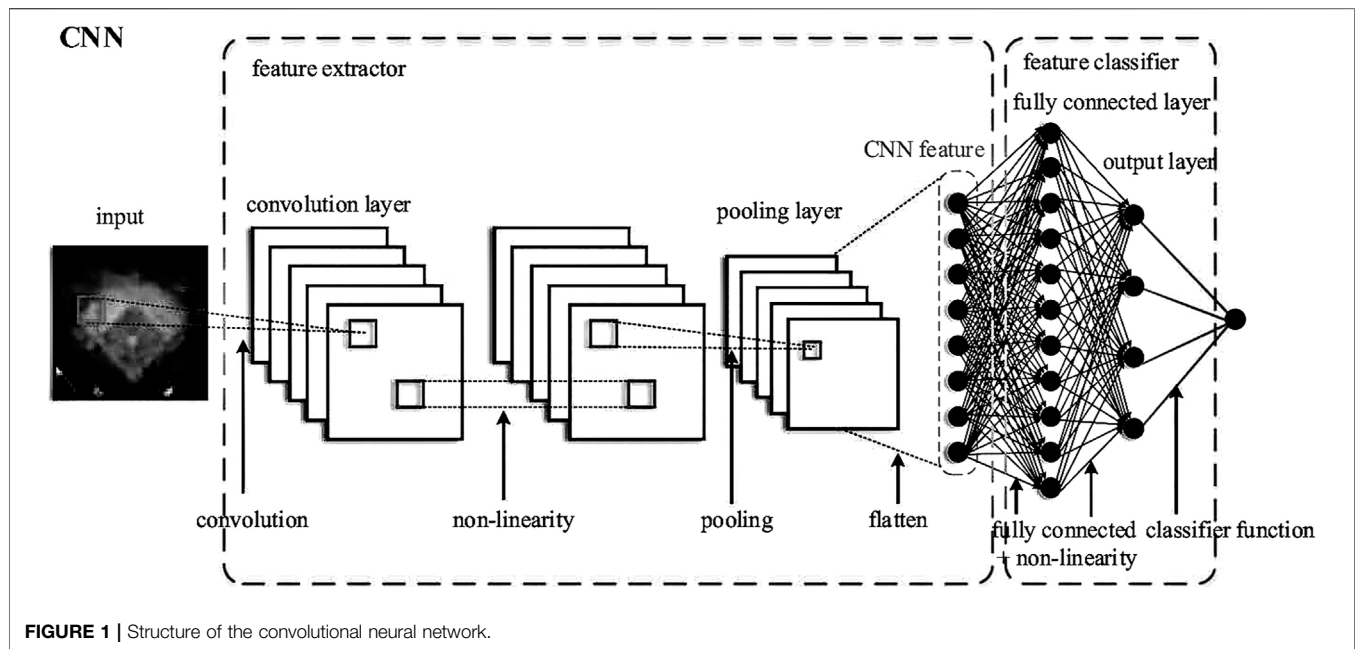 CNN
feature extractor
feature classifier
fully connected layer
CNN feature
output layer
input
convolution layer
pooling layer
convolution
non-linearity
pooling
flatten
fully connected
+ non-linearity
classifier function
FIGURE 1 | Structure of the convolutional neural network.